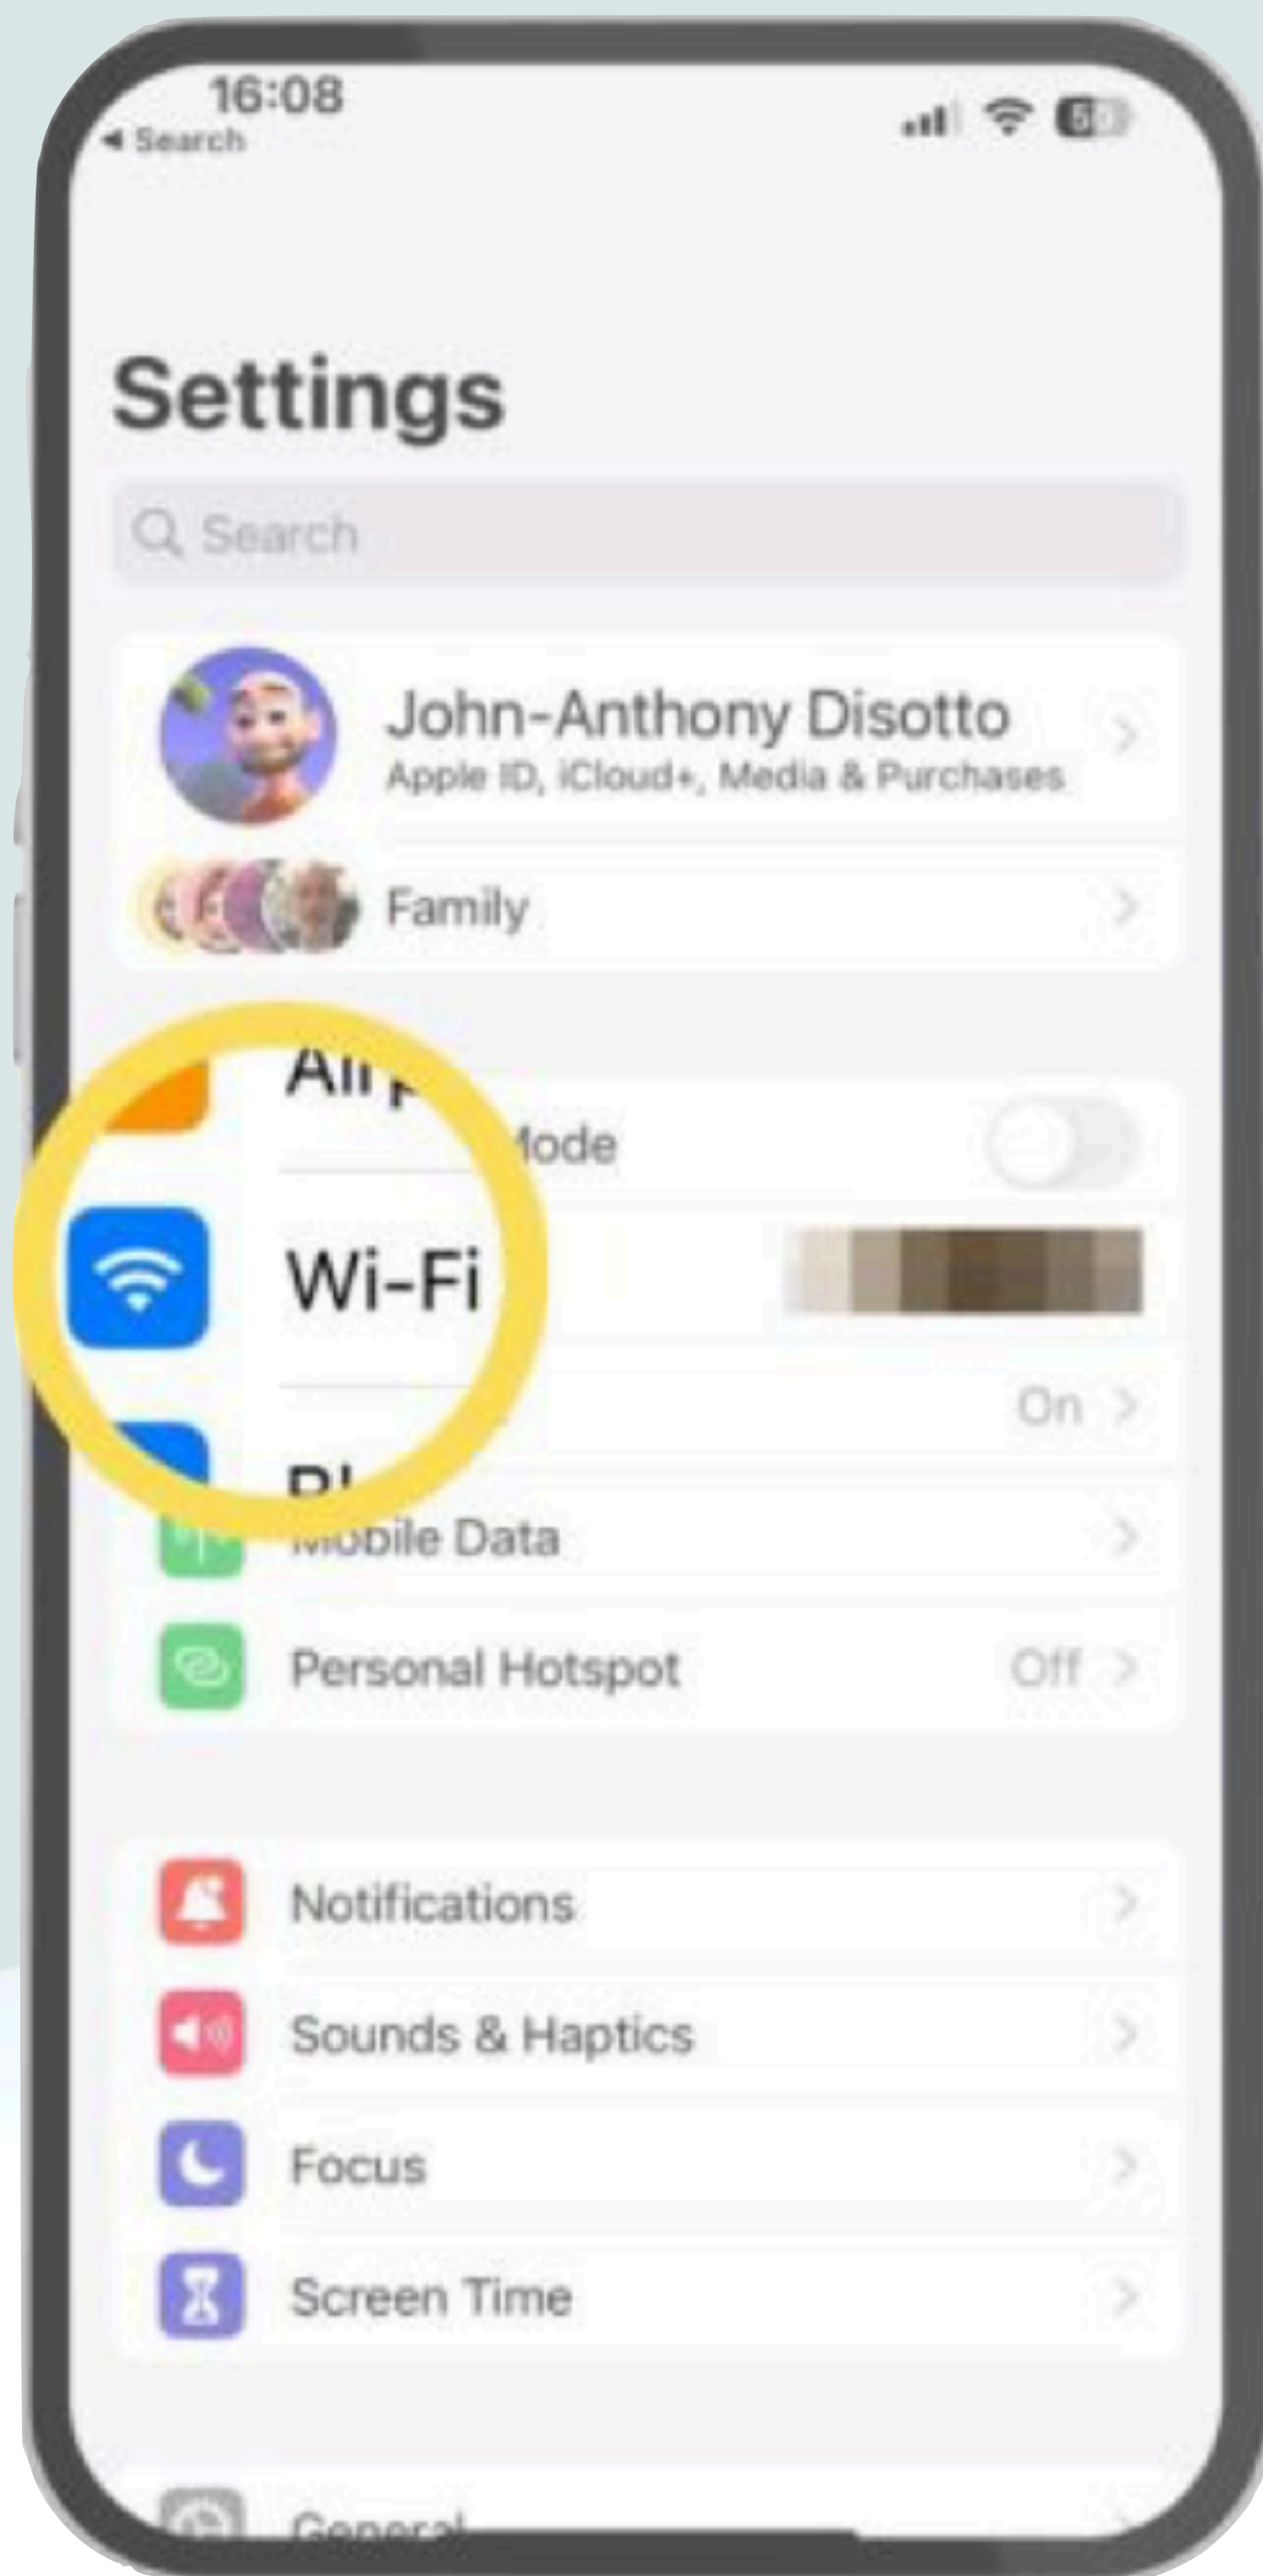 16:08
Search
Settings
Search
John-Anthony Disotto
Apple ID, iCloud+, Media & Purchases
Family
Wi-Fi
On
Mobile Data
Personal Hotspot Off
Notifications
Sounds & Haptics
Focus
Screen Time
General